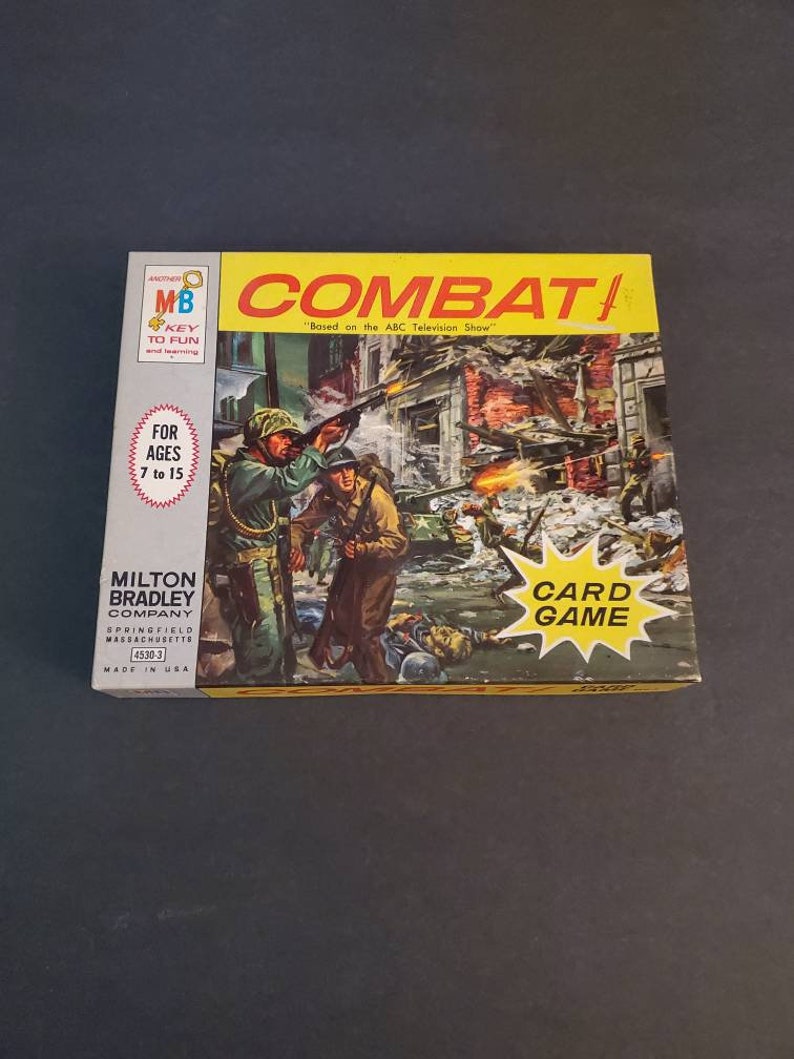 ANOTHER
MB
KEY
TO FUN
and learning
COMBAT!
"Based on the ABC Television Show"
FOR
AGES
7 to 15
MILTON
BRADLEY
COMPANY
SPRINGFIELD
MASSACHUSETTS
4530-3
MADE IN U.S.A.
CARD
GAME
COMBAT!